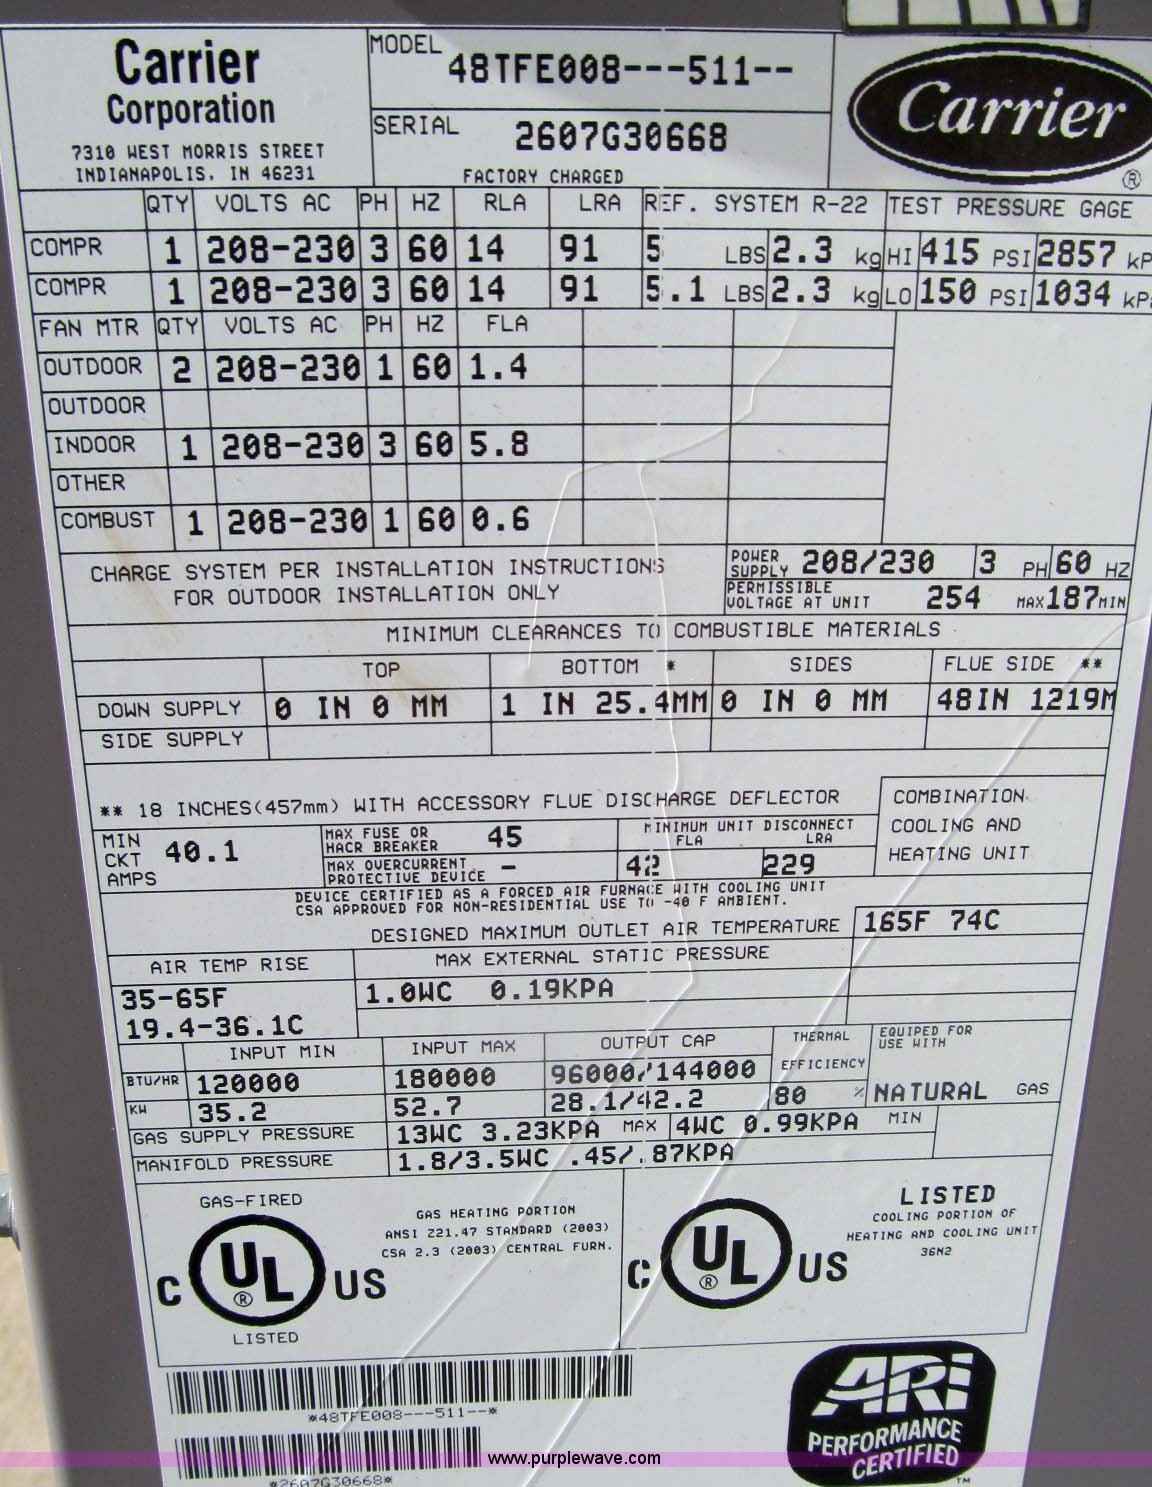 Carrier
Corporation
7310 WEST MORRIS STREET
INDIANAPOLIS, IN 46231
MODEL 48TFE008---511--
SERIAL 2607G30668
FACTORY CHARGED
Carrier ®
QTY VOLTS AC PH HZ RLA LRA REF. SYSTEM R-22 TEST PRESSURE GAGE
COMPR 1 208-230 3 60 14 91 5 LBS 2.3 kg HI 415 PSI 2857 kP
COMPR 1 208-230 3 60 14 91 5.1 LBS 2.3 kg LO 150 PSI 1034 kPa
FAN MTR QTY VOLTS AC PH HZ FLA
OUTDOOR 2 208-230 1 60 1.4
OUTDOOR
INDOOR 1 208-230 3 60 5.8
OTHER
COMBUST 1 208-230 1 60 0.6
CHARGE SYSTEM PER INSTALLATION INSTRUCTIONS
FOR OUTDOOR INSTALLATION ONLY
POWER SUPPLY 208/230 3 PH 60 HZ
PERMISSIBLE VOLTAGE AT UNIT 254 MAX 187 MIN
MINIMUM CLEARANCES TO COMBUSTIBLE MATERIALS
TOP BOTTOM * SIDES FLUE SIDE **
DOWN SUPPLY 0 IN 0 MM 1 IN 25.4MM 0 IN 0 MM 48IN 1219M
SIDE SUPPLY
** 18 INCHES(457mm) WITH ACCESSORY FLUE DISCHARGE DEFLECTOR
COMBINATION
COOLING AND
HEATING UNIT
MIN CKT AMPS 40.1
MAX FUSE OR HACR BREAKER 45
MAX OVERCURRENT PROTECTIVE DEVICE -
MINIMUM UNIT DISCONNECT
FLA LRA
42 229
DEVICE CERTIFIED AS A FORCED AIR FURNACE WITH COOLING UNIT
CSA APPROVED FOR NON-RESIDENTIAL USE TO -40 F AMBIENT.
DESIGNED MAXIMUM OUTLET AIR TEMPERATURE 165F 74C
AIR TEMP RISE MAX EXTERNAL STATIC PRESSURE
35-65F 1.0WC 0.19KPA
19.4-36.1C
INPUT MIN INPUT MAX OUTPUT CAP THERMAL EFFICIENCY EQUIPED FOR USE WITH
BTU/HR 120000 180000 96000/144000
KW 35.2 52.7 28.1/42.2 80 % NATURAL GAS
GAS SUPPLY PRESSURE 13WC 3.23KPA MAX 4WC 0.99KPA MIN
MANIFOLD PRESSURE 1.8/3.5WC .45/.87KPA
GAS-FIRED
C UL ® US
LISTED
GAS HEATING PORTION
ANSI Z21.47 STANDARD (2003)
CSA 2.3 (2003) CENTRAL FURN.
C UL ® US
LISTED
COOLING PORTION OF
HEATING AND COOLING UNIT
36N2
*48TFE008---511--*
*2607G30668*
ARI
PERFORMANCE
CERTIFIED
TM
www.purplewave.com